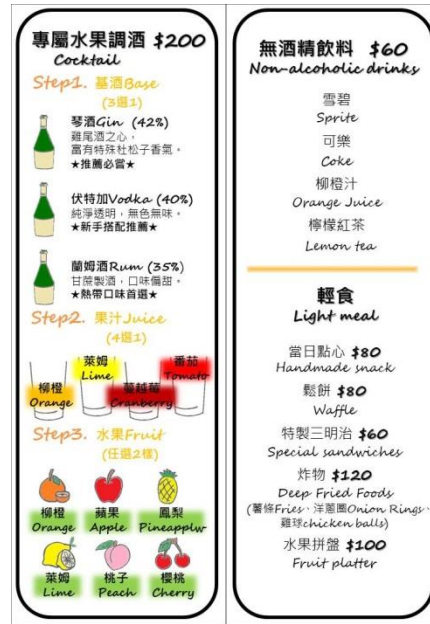 專屬水果調酒 $200
Cocktail
Step1. 基酒Base
(3選1)
琴酒Gin (42%)
雞尾酒之心，
富有特殊杜松子香氣。
★推薦必嘗★
伏特加Vodka (40%)
純淨透明，無色無味。
★新手搭配推薦★
蘭姆酒Rum (35%)
甘蔗製酒，口味偏甜。
★熱帶口味首選★
Step2. 果汁Juice
(4選1)
柳橙
Orange
萊姆
Lime
蔓越莓
Cranberry
番茄
Tomato
Step3. 水果Fruit
(任選2樣)
柳橙 蘋果 鳳梨
Orange Apple Pineapplw
萊姆 桃子 櫻桃
Lime Peach Cherry
無酒精飲料 $60
Non-alcoholic drinks
雪碧
Sprite
可樂
Coke
柳橙汁
Orange Juice
檸檬紅茶
Lemon tea
輕食
Light meal
當日點心 $80
Handmade snack
鬆餅 $80
Waffle
特製三明治 $60
Special sandwiches
炸物 $120
Deep Fried Foods
(薯條Fries、洋蔥圈Onion Rings、
雞球chicken balls)
水果拼盤 $100
Fruit platter